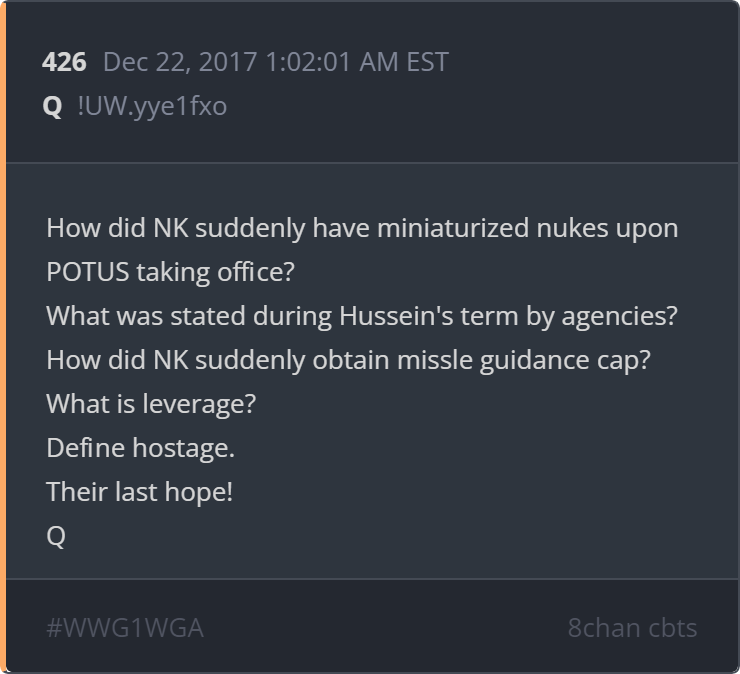 426 Dec 22, 2017 1:02:01 AM EST
Q !UW.yye1fxo
How did NK suddenly have miniaturized nukes upon
POTUS taking office?
What was stated during Hussein's term by agencies?
How did NK suddenly obtain missle guidance cap?
What is leverage?
Define hostage.
Their last hope!
Q
#WWG1WGA 8chan cbts